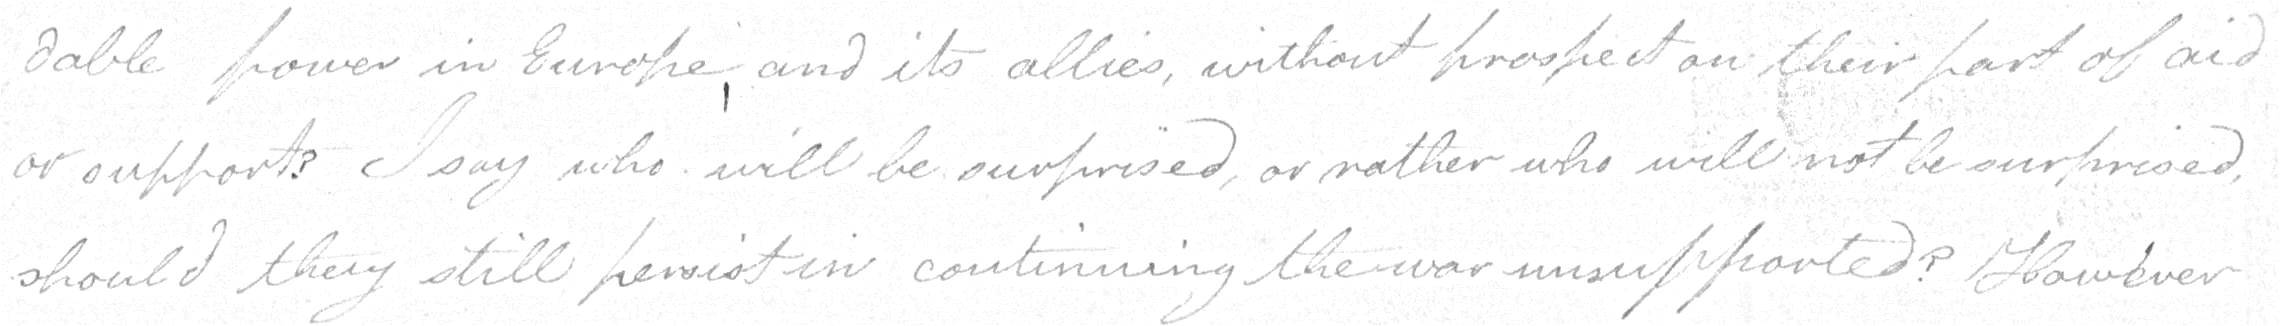 dable power in Europe, and its allies, without prospect on their part of aid
or support? I say who will be surprised, or rather who will not be surprised,
should they still persist in continuing the war unsupported? However